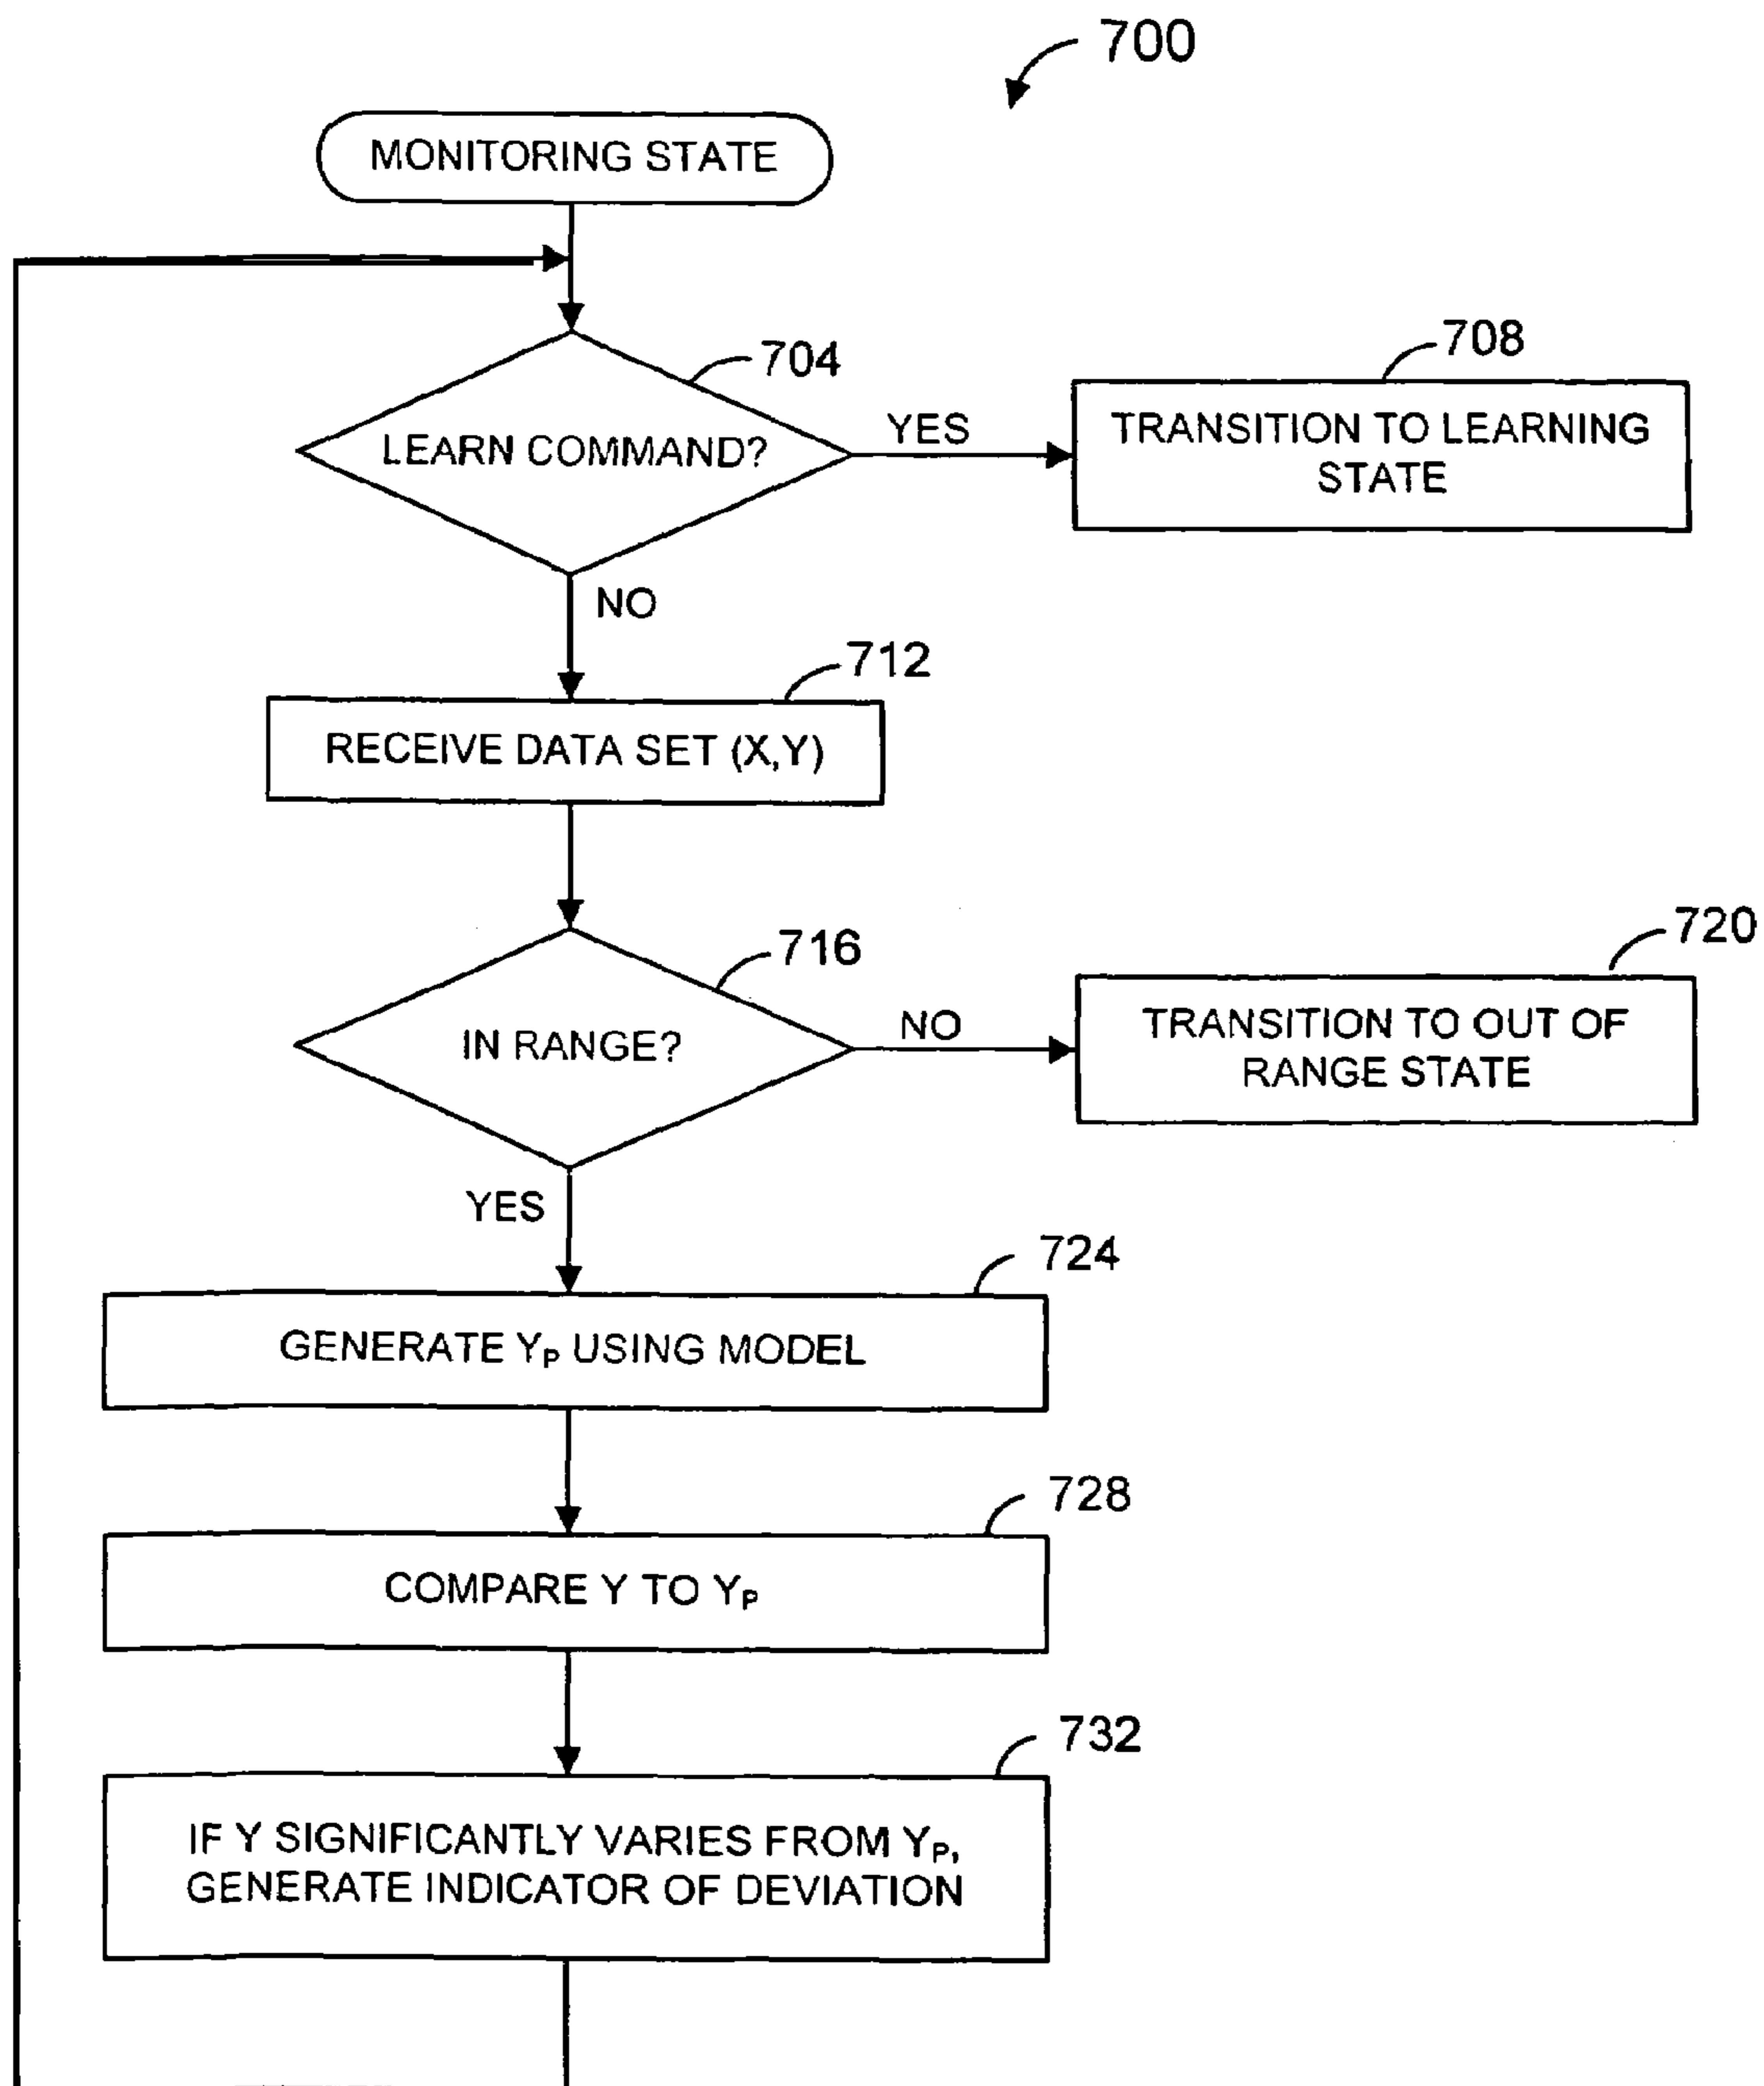 700
MONITORING STATE
704
LEARN COMMAND?
YES
708
TRANSITION TO LEARNING
STATE
NO
712
RECEIVE DATA SET (X,Y)
716
IN RANGE?
NO
720
TRANSITION TO OUT OF
RANGE STATE
YES
724
GENERATE Yₚ USING MODEL
728
COMPARE Y TO Yₚ
732
IF Y SIGNIFICANTLY VARIES FROM Yₚ,
GENERATE INDICATOR OF DEVIATION